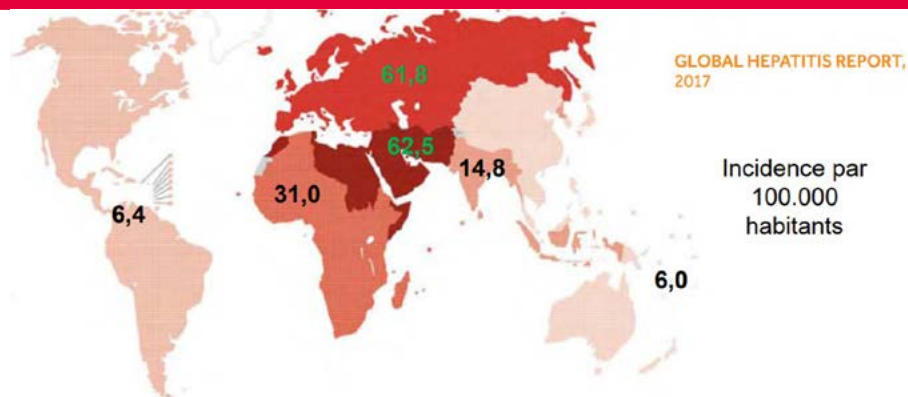 GLOBAL HEPATITIS REPORT,
2017
61,8
62,5
14,8
31,0
6,4
6,0
Incidence par
100.000
habitants